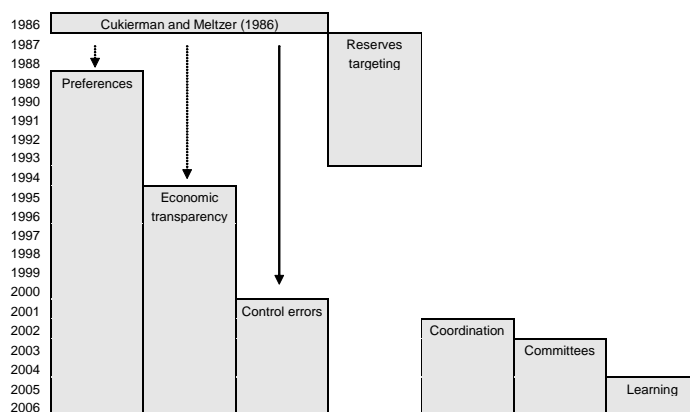 1986 Cukierman and Meltzer (1986)
1987 Reserves
1988 targeting
1989 Preferences
1990
1991
1992
1993
1994
1995 Economic
1996 transparency
1997
1998
1999
2000
2001 Control errors
2002 Coordination
2003 Committees
2004
2005 Learning
2006